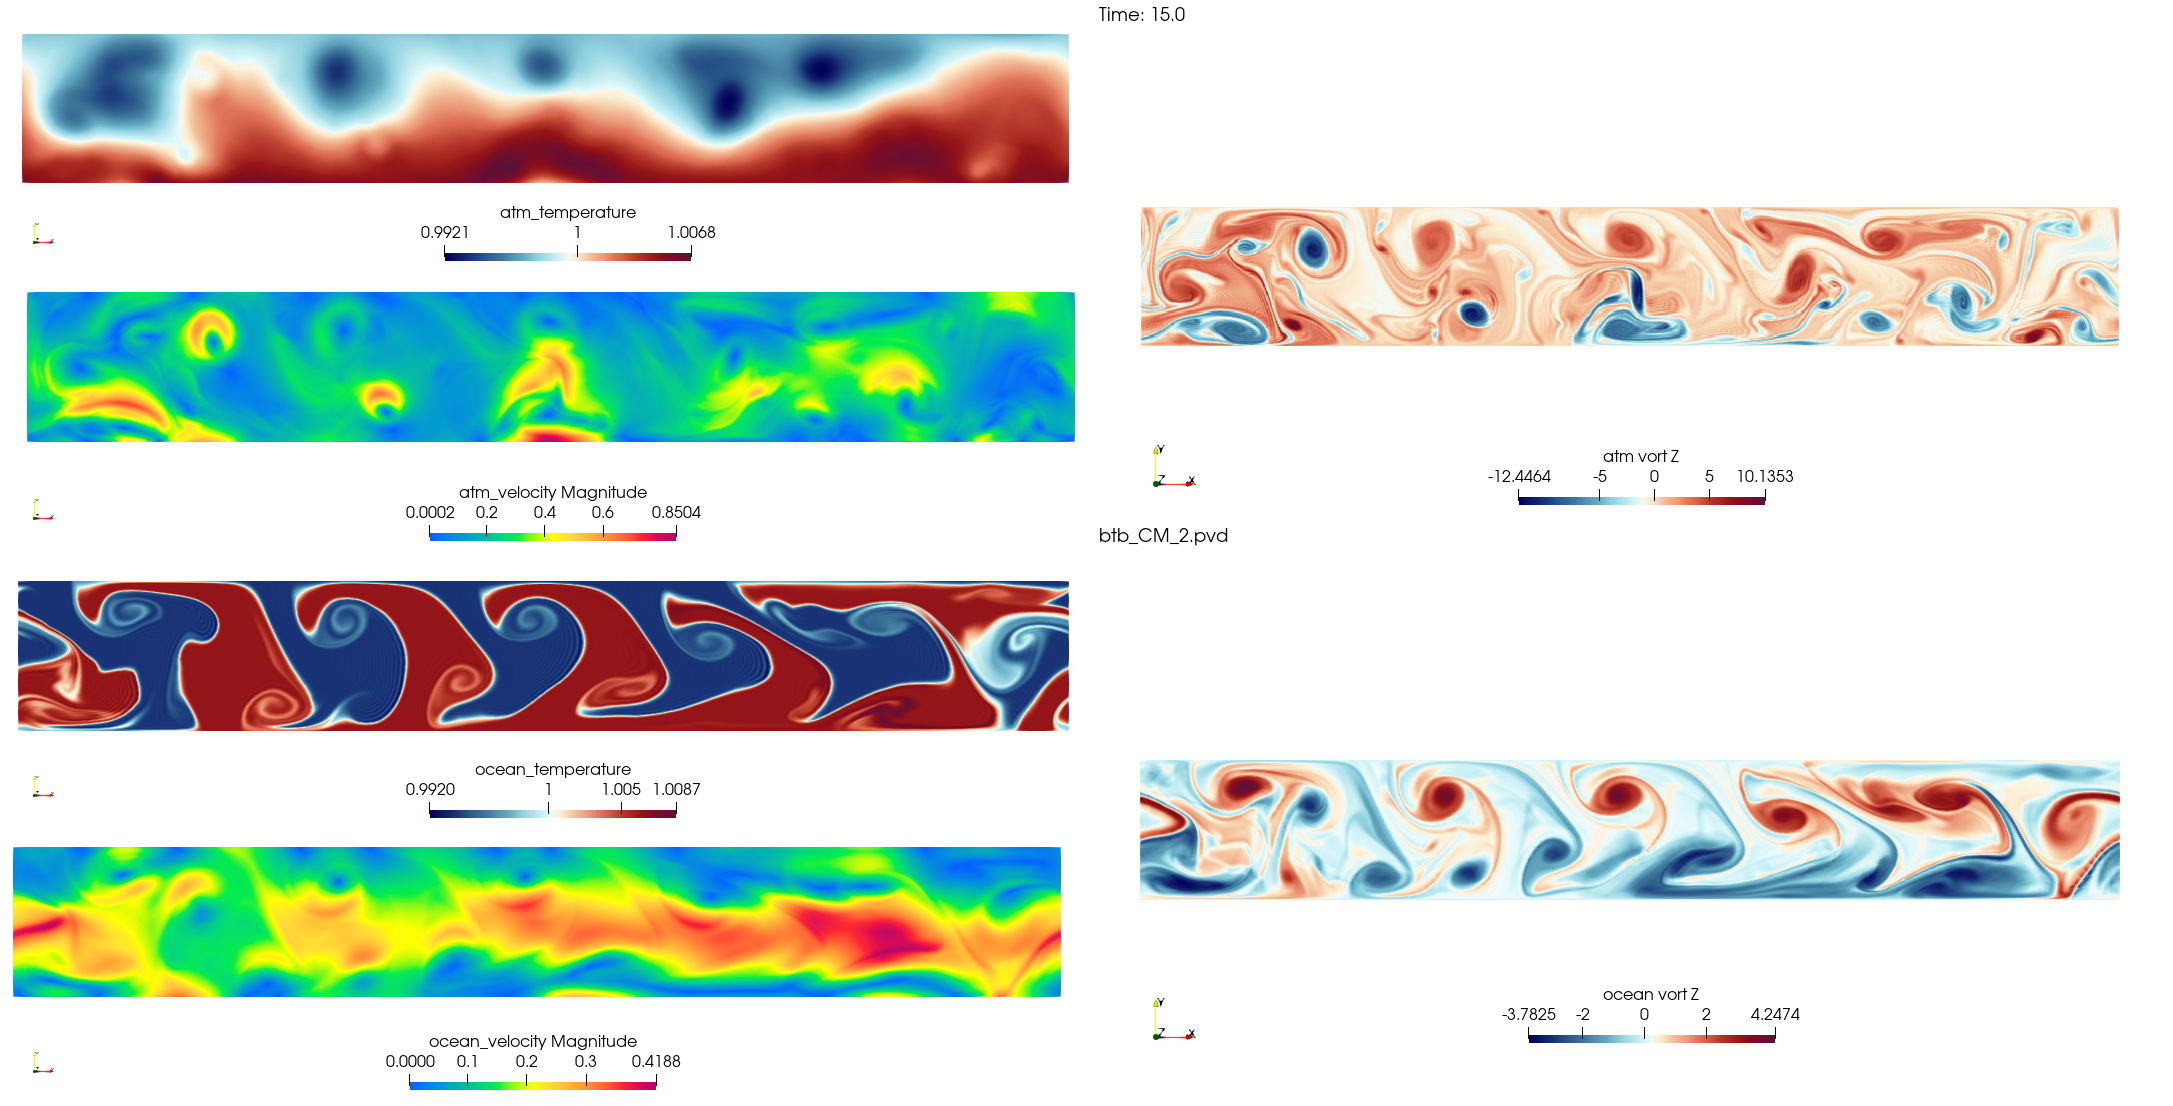 Time: 15.0
atm_temperature
0.9921 1 1.0068
atm_velocity Magnitude
0.0002 0.2 0.4 0.6 0.8504
ocean_temperature
0.9920 1 1.005 1.0087
ocean_velocity Magnitude
0.0000 0.1 0.2 0.3 0.4188
Y
Z X
atm vort Z
-12.4464 -5 0 5 10.1353
btb_CM_2.pvd
Y
Z X
ocean vort Z
-3.7825 -2 0 2 4.2474